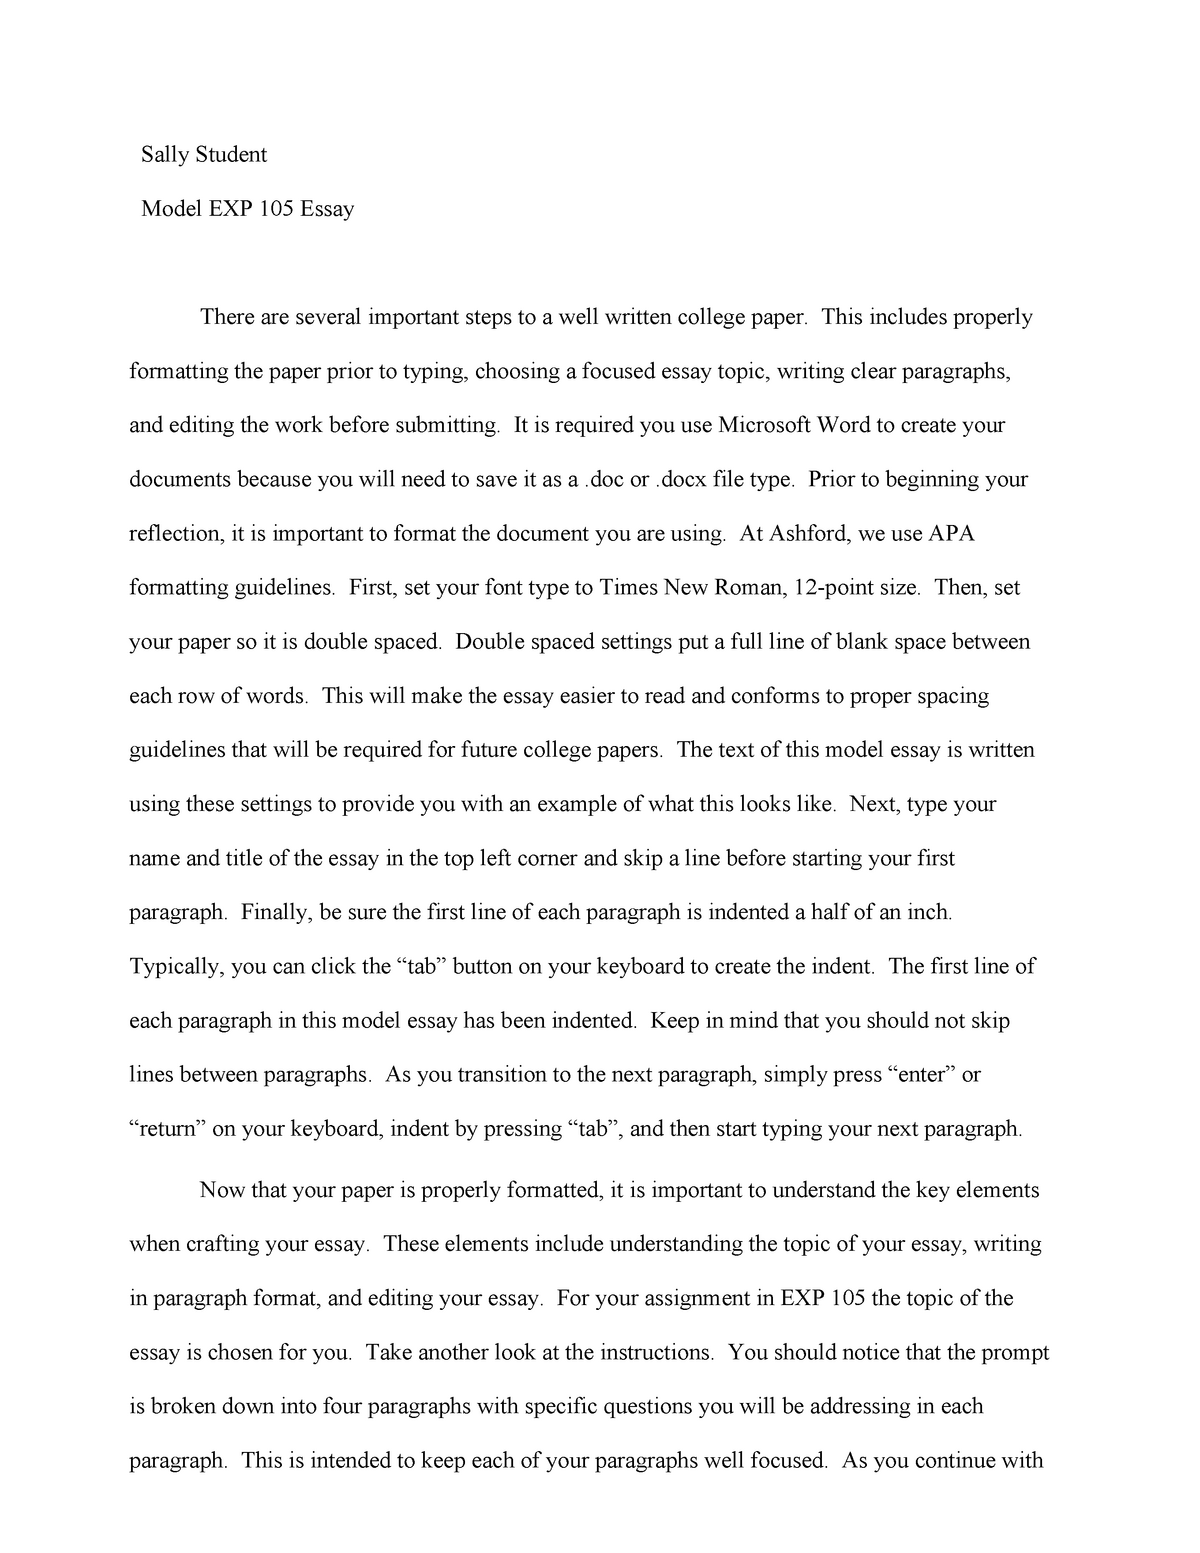 Sally Student
Model EXP 105 Essay
There are several important steps to a well written college paper.  This includes properly
formatting the paper prior to typing, choosing a focused essay topic, writing clear paragraphs,
and editing the work before submitting.  It is required you use Microsoft Word to create your
documents because you will need to save it as a .doc or .docx file type.  Prior to beginning your
reflection, it is important to format the document you are using.  At Ashford, we use APA
formatting guidelines.  First, set your font type to Times New Roman, 12-point size.  Then, set
your paper so it is double spaced.  Double spaced settings put a full line of blank space between
each row of words.  This will make the essay easier to read and conforms to proper spacing
guidelines that will be required for future college papers.  The text of this model essay is written
using these settings to provide you with an example of what this looks like.  Next, type your
name and title of the essay in the top left corner and skip a line before starting your first
paragraph.  Finally, be sure the first line of each paragraph is indented a half of an inch.
Typically, you can click the “tab” button on your keyboard to create the indent.  The first line of
each paragraph in this model essay has been indented.  Keep in mind that you should not skip
lines between paragraphs.  As you transition to the next paragraph, simply press “enter” or
“return” on your keyboard, indent by pressing “tab”, and then start typing your next paragraph.
Now that your paper is properly formatted, it is important to understand the key elements
when crafting your essay.  These elements include understanding the topic of your essay, writing
in paragraph format, and editing your essay.  For your assignment in EXP 105 the topic of the
essay is chosen for you.  Take another look at the instructions.  You should notice that the prompt
is broken down into four paragraphs with specific questions you will be addressing in each
paragraph.  This is intended to keep each of your paragraphs well focused.  As you continue with